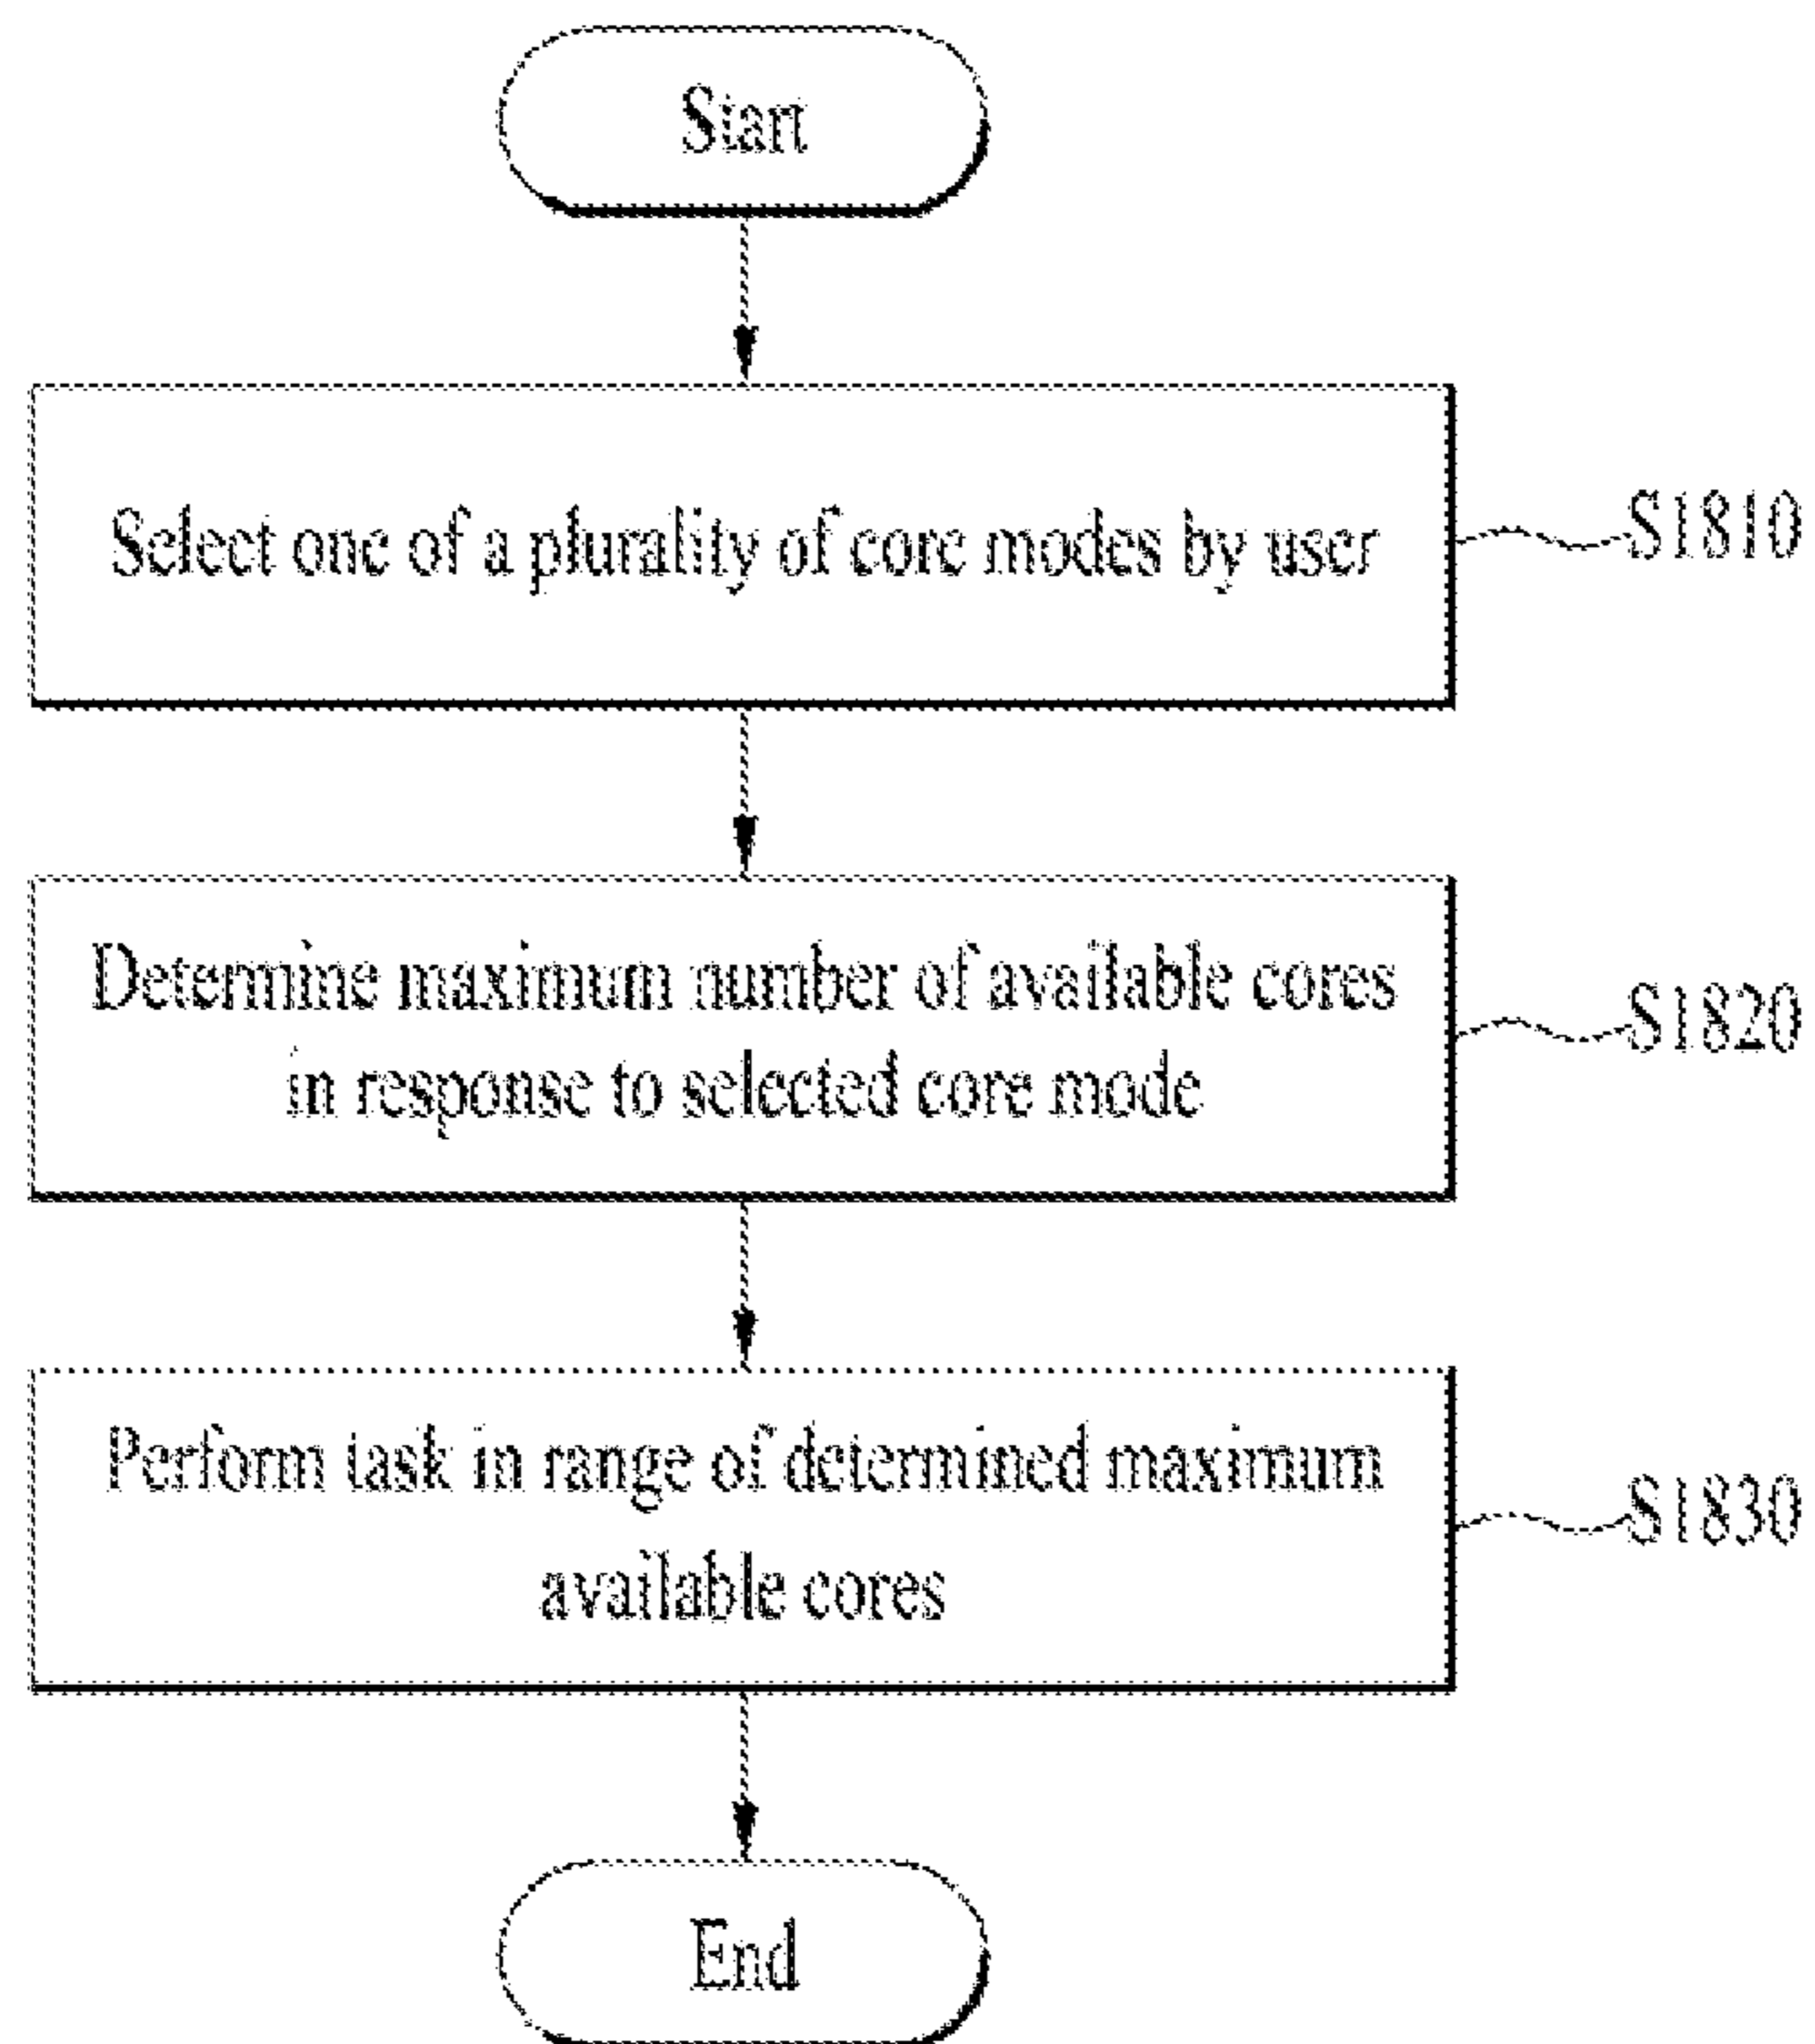 Start
Select one of a plurality of core modes by user
S1810
Determine maximum number of available cores
in response to selected core mode
S1820
Perform task in range of determined maximum
available cores
S1830
End